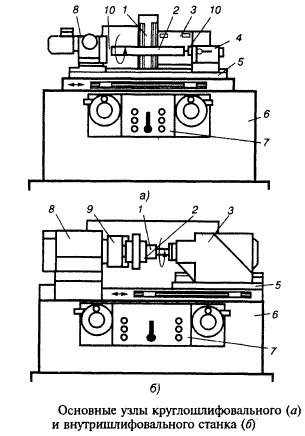 8 10 1 2 3 10 4
5
6
7
а)
8 9 1 2 3
5
6
7
б)
Основные узлы круглошлифовального (а)
и внутришлифовального станка (б)